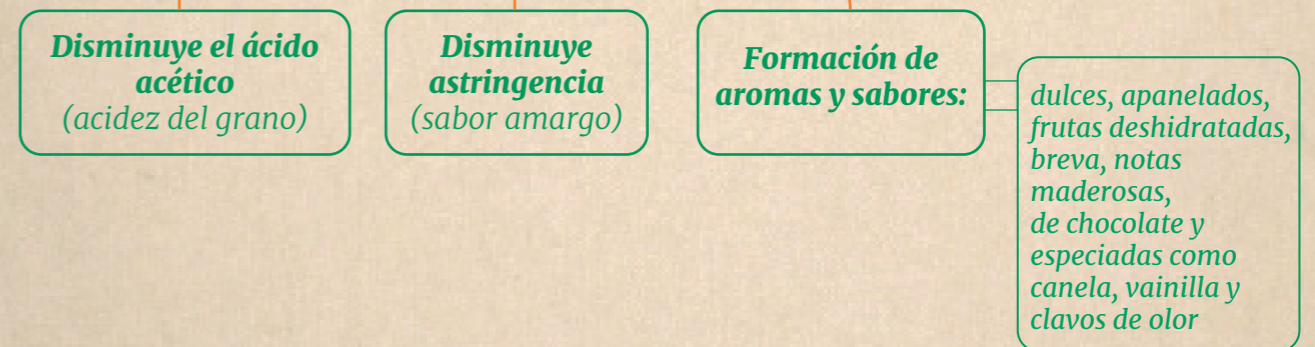 Disminuye el ácido
acético
(acidez del grano)
Disminuye
astringencia
(sabor amargo)
Formación de
aromas y sabores:
dulces, apanelados,
frutas deshidratadas,
breva, notas
maderosas,
de chocolate y
especiadas como
canela, vainilla y
clavos de olor